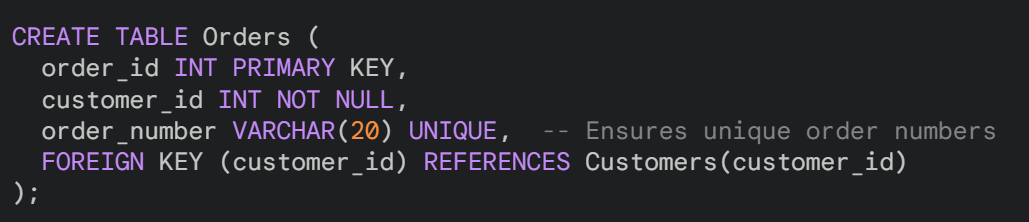 CREATE TABLE Orders (
  order_id INT PRIMARY KEY,
  customer_id INT NOT NULL,
  order_number VARCHAR(20) UNIQUE,  -- Ensures unique order numbers
  FOREIGN KEY (customer_id) REFERENCES Customers(customer_id)
);